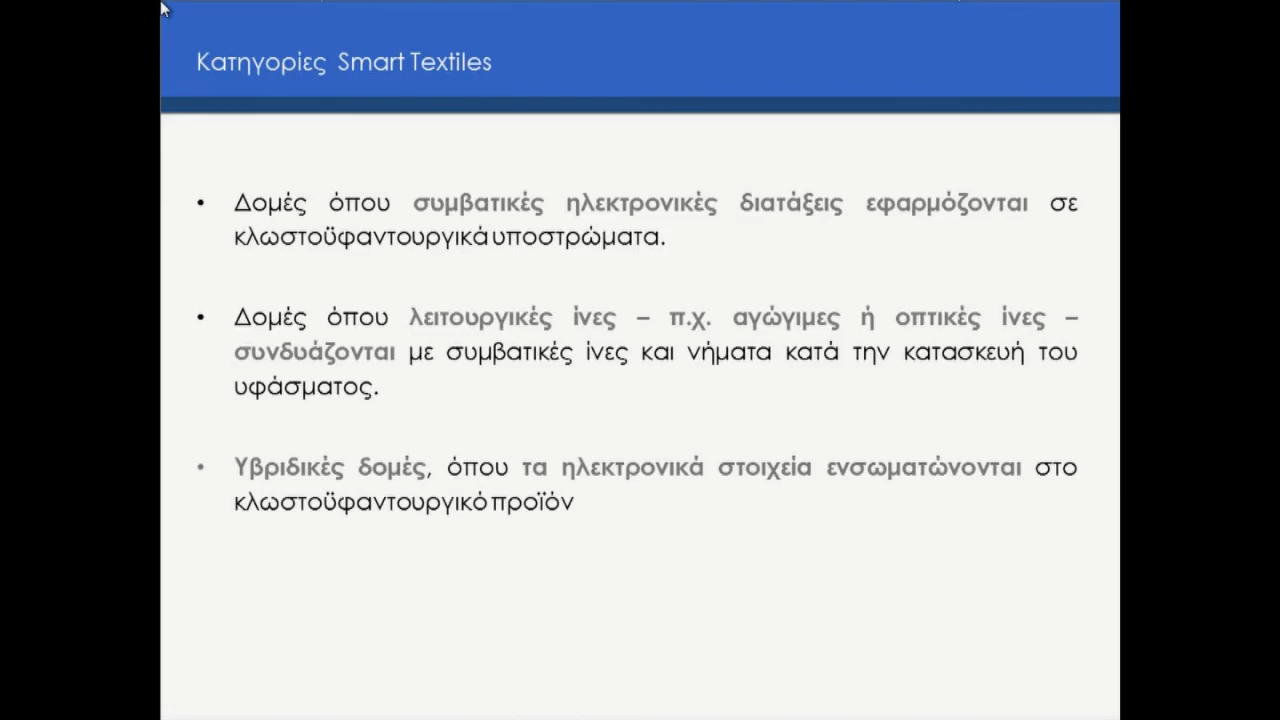 Κατηγορίες Smart Textiles
• Δομές όπου συμβατικές ηλεκτρονικές διατάξεις εφαρμόζονται σε
κλωστοϋφαντουργικά υποστρώματα.
• Δομές όπου λειτουργικές ίνες – π.χ. αγώγιμες ή οπτικές ίνες –
συνδυάζονται με συμβατικές ίνες και νήματα κατά την κατασκευή του
υφάσματος.
• Υβριδικές δομές, όπου τα ηλεκτρονικά στοιχεία ενσωματώνονται στο
κλωστοϋφαντουργικό προϊόν